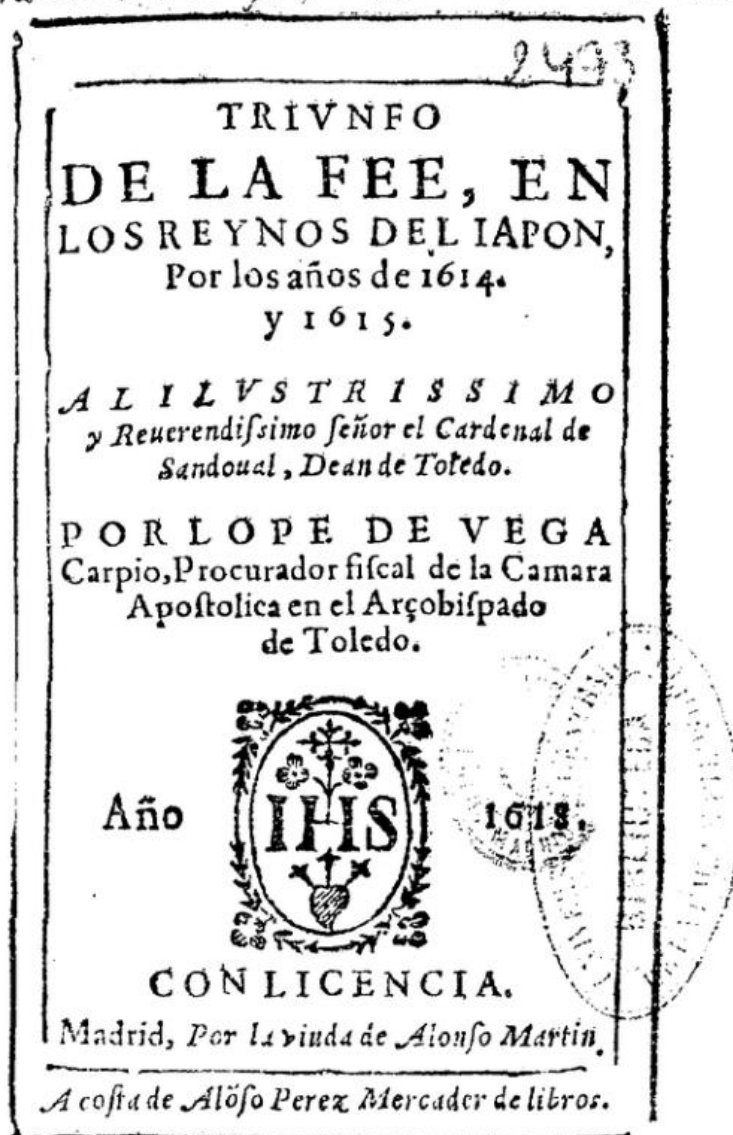 2493
TRIVNFO
DE LA FEE, EN
LOS REYNOS DEL IAPON,
Por los años de 1614.
y 1615.
ALILVSTRISSIMO
y Reuerendiſsimo ſeñor el Cardenal de
Sandoual, Dean de Toledo.
POR LOPE DE VEGA
Carpio, Procurador fiſcal de la Camara
Apoſtolica en el Arçobiſpado
de Toledo.
IHS
Año 1618.
CON LICENCIA.
Madrid, Por la viuda de Alonſo Martin.
A coſta de Alõſo Perez Mercader de libros.